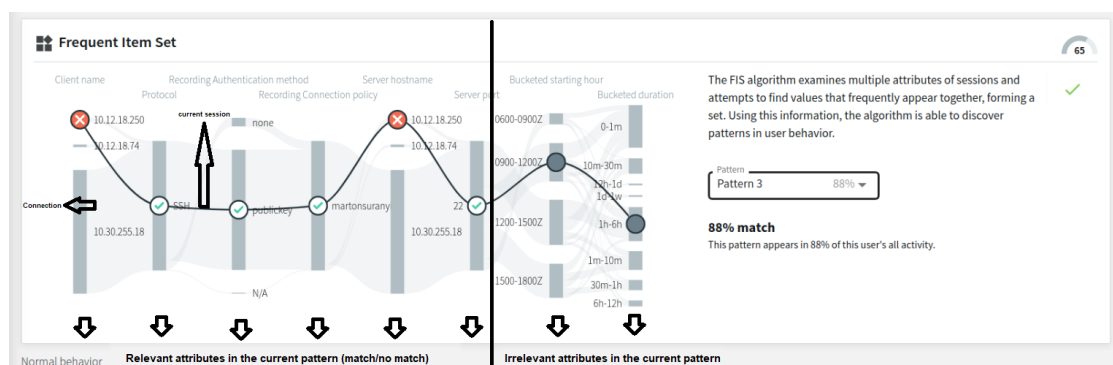 Frequent Item Set
65
Client name
Recording Authentication method
Server hostname
Bucketed starting hour
Protocol
Recording Connection policy
Server port
Bucketed duration
The FIS algorithm examines multiple attributes of sessions and
attempts to find values that frequently appear together, forming a
set. Using this information, the algorithm is able to discover
patterns in user behavior.
10.12.18.250
current session
none
10.12.18.250
0600-0900Z
0-1m
10.12.18.74
10.12.18.74
0900-1200Z
10m-30m
12h-1d
1d-1w
Pattern
Pattern 3
88%
Connection
SSH
publickey
martonsurany
22
10.30.255.18
10.30.255.18
1200-1500Z
1h-6h
88% match
This pattern appears in 88% of this user's all activity.
1m-10m
1500-1800Z
30m-1h
N/A
6h-12h
Normal behavior
Relevant attributes in the current pattern (match/no match)
Irrelevant attributes in the current pattern